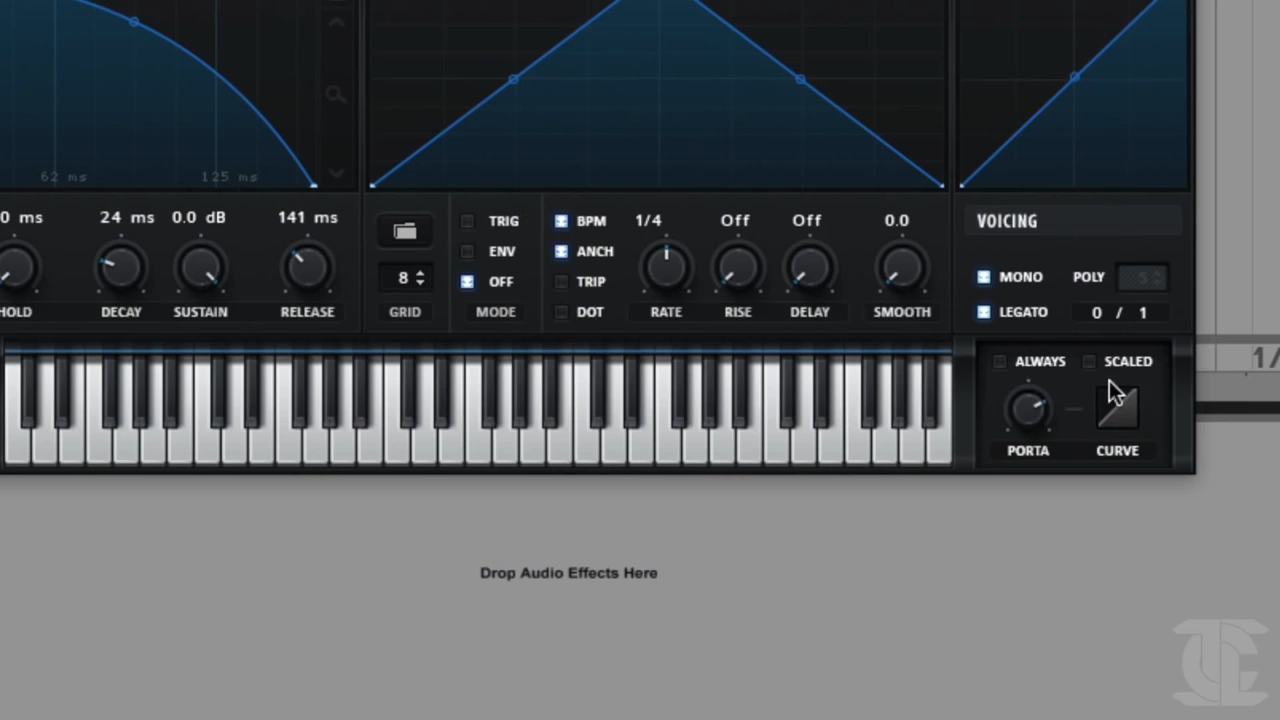 62 ms 125 ms
0 ms 24 ms 0.0 dB 141 ms
HOLD DECAY SUSTAIN RELEASE
8
GRID
TRIG
ENV
OFF
MODE
BPM
ANCH
TRIP
DOT
1/4 Off Off 0.0
RATE RISE DELAY SMOOTH
VOICING
MONO POLY 5
LEGATO 0 / 1
ALWAYS SCALED
PORTA CURVE
1/
Drop Audio Effects Here